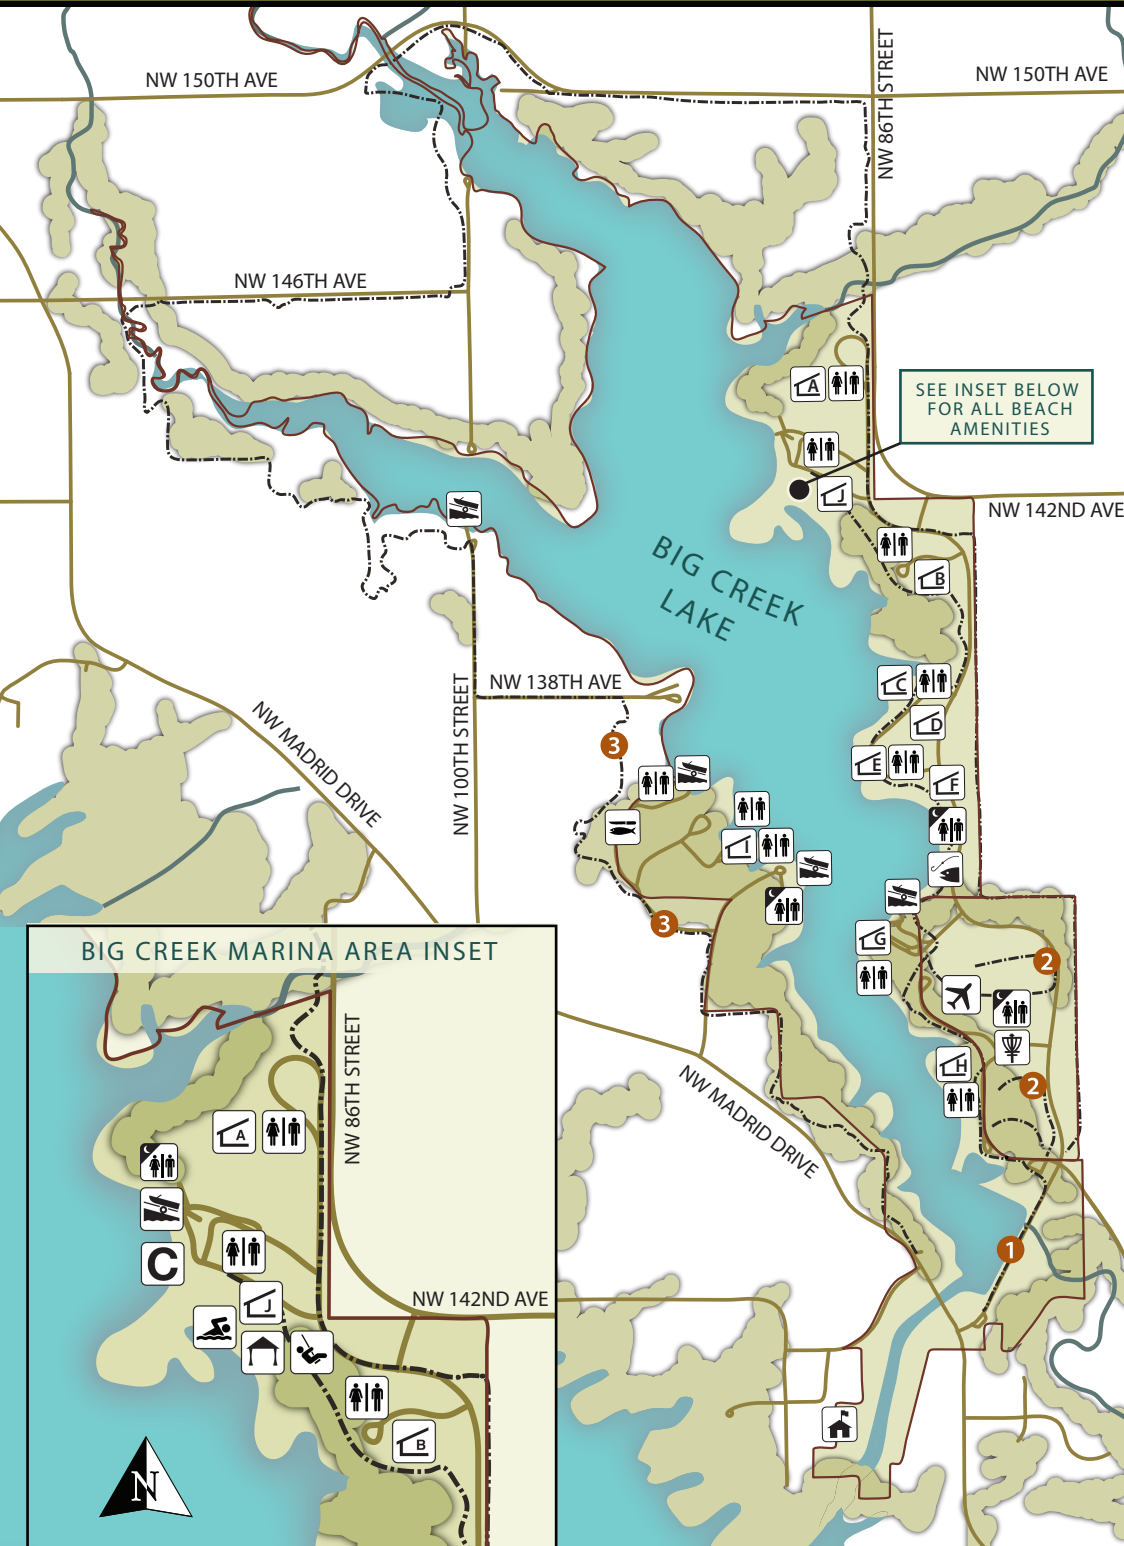 NW 150TH AVE
NW 150TH AVE
NW 86TH STREET
NW 146TH AVE
A
SEE INSET BELOW
FOR ALL BEACH
AMENITIES
J
NW 142ND AVE
BIG CREEK
LAKE
B
C
NW 138TH AVE
D
NW MADRID DRIVE
NW 100TH STREET
3
E
F
I
3
G
2
H
2
NW MADRID DRIVE
1
BIG CREEK MARINA AREA INSET
NW 86TH STREET
A
C
J
NW 142ND AVE
B
N